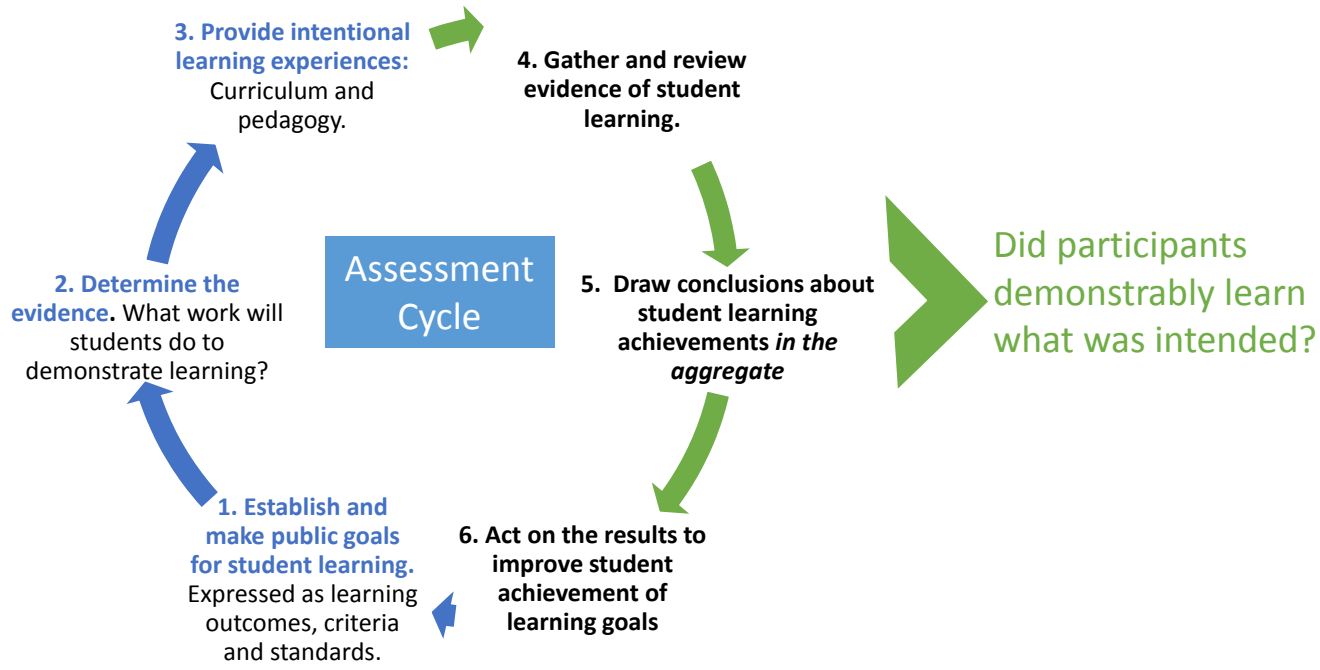 3. Provide intentional
learning experiences:
Curriculum and
pedagogy.
4. Gather and review
evidence of student
learning.
Assessment
Cycle
2. Determine the
evidence. What work will
students do to
demonstrate learning?
5. Draw conclusions about
student learning
achievements in the
aggregate
Did participants
demonstrably learn
what was intended?
1. Establish and
make public goals
for student learning.
Expressed as learning
outcomes, criteria
and standards.
6. Act on the results to
improve student
achievement of
learning goals